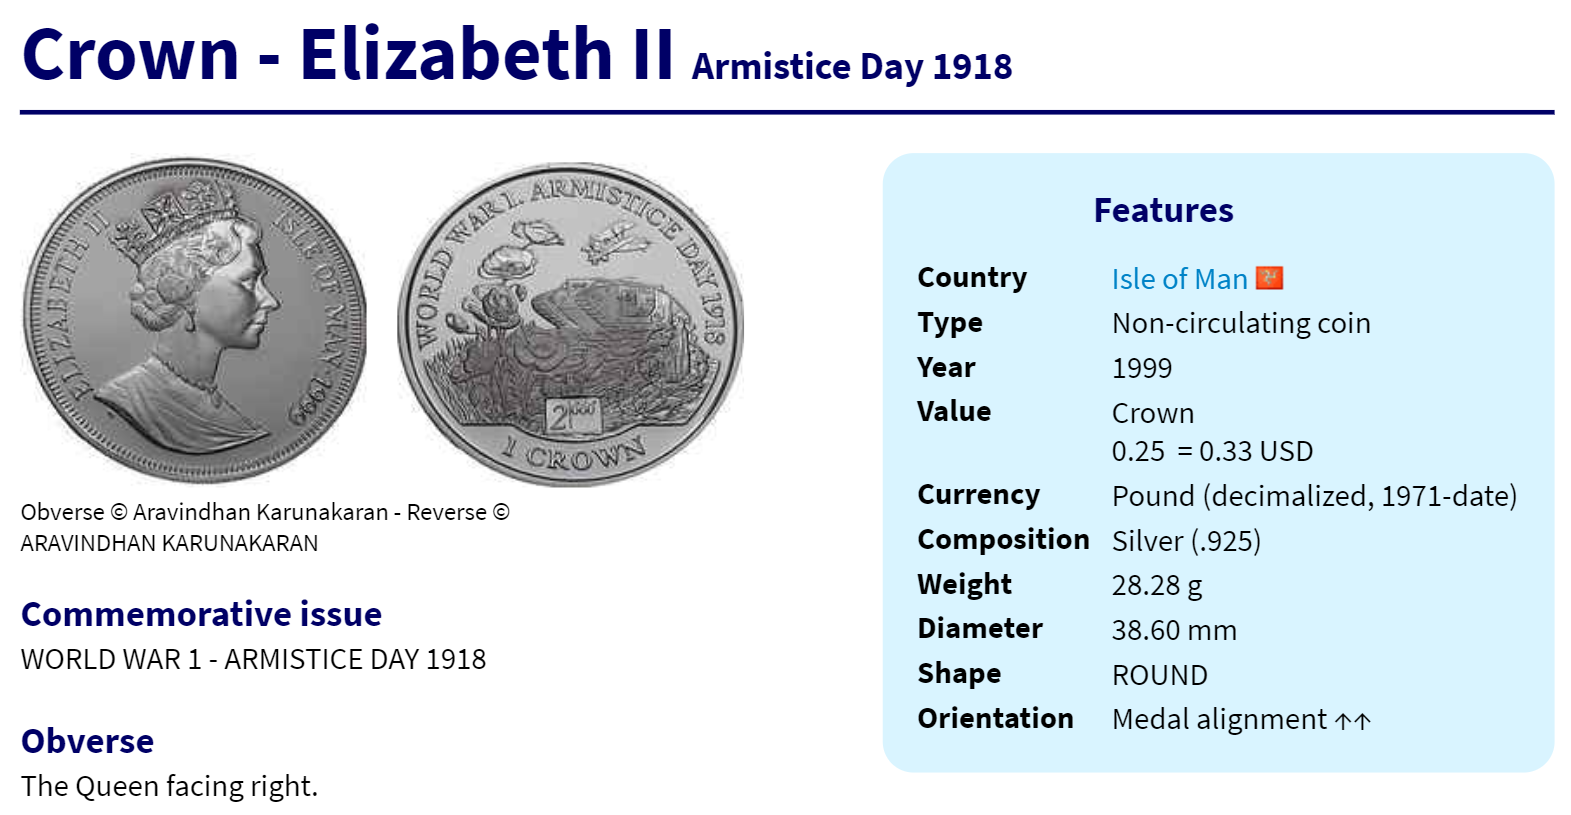 Crown - Elizabeth II Armistice Day 1918
ELIZABETH II
ISLE OF MAN 1999
WORLD WAR 1. ARMISTICE DAY 1918
2000
1 CROWN
Obverse © Aravindhan Karunakaran - Reverse ©
ARAVINDHAN KARUNAKARAN
Commemorative issue
WORLD WAR 1 - ARMISTICE DAY 1918
Obverse
The Queen facing right.
Features
Country Isle of Man
Type Non-circulating coin
Year 1999
Value Crown
0.25 = 0.33 USD
Currency Pound (decimalized, 1971-date)
Composition Silver (.925)
Weight 28.28 g
Diameter 38.60 mm
Shape ROUND
Orientation Medal alignment ↑↑